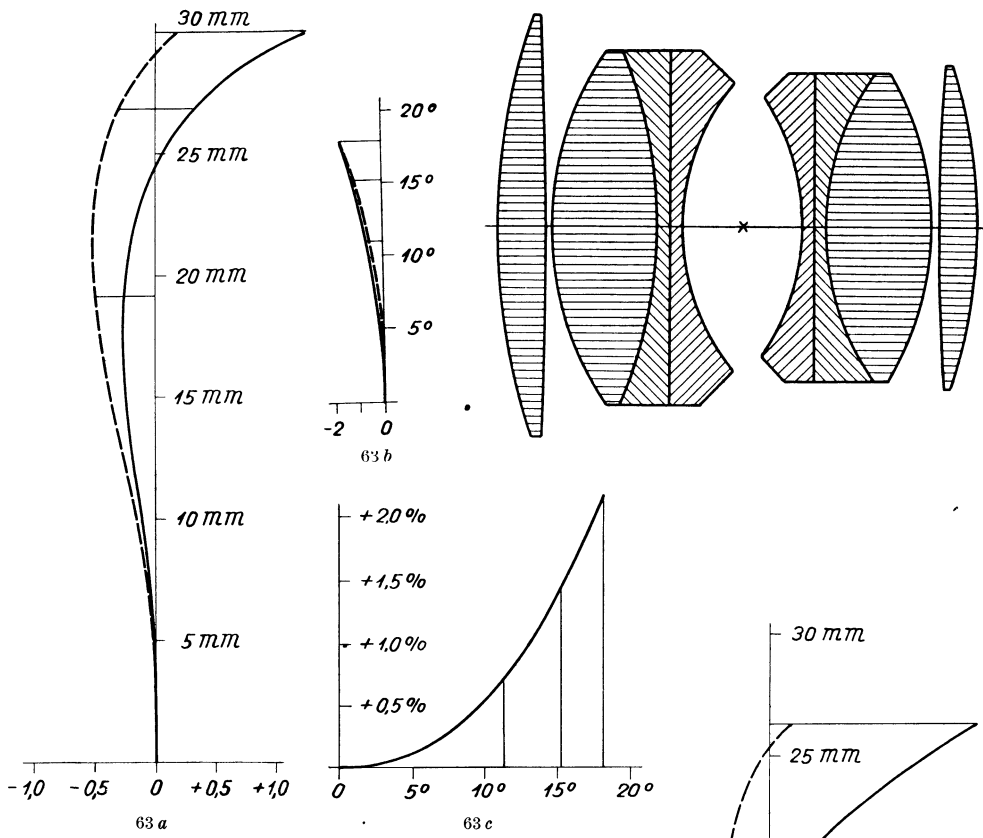 30 mm
25 mm
20 mm
15 mm
10 mm
5 mm
-1,0 -0,5 0 +0,5 +1,0
63 a
20°
15°
10°
5°
-2 0
63 b
x
+2,0%
+1,5%
+1,0%
+0,5%
0 5° 10° 15° 20°
63 c
30 mm
25 mm